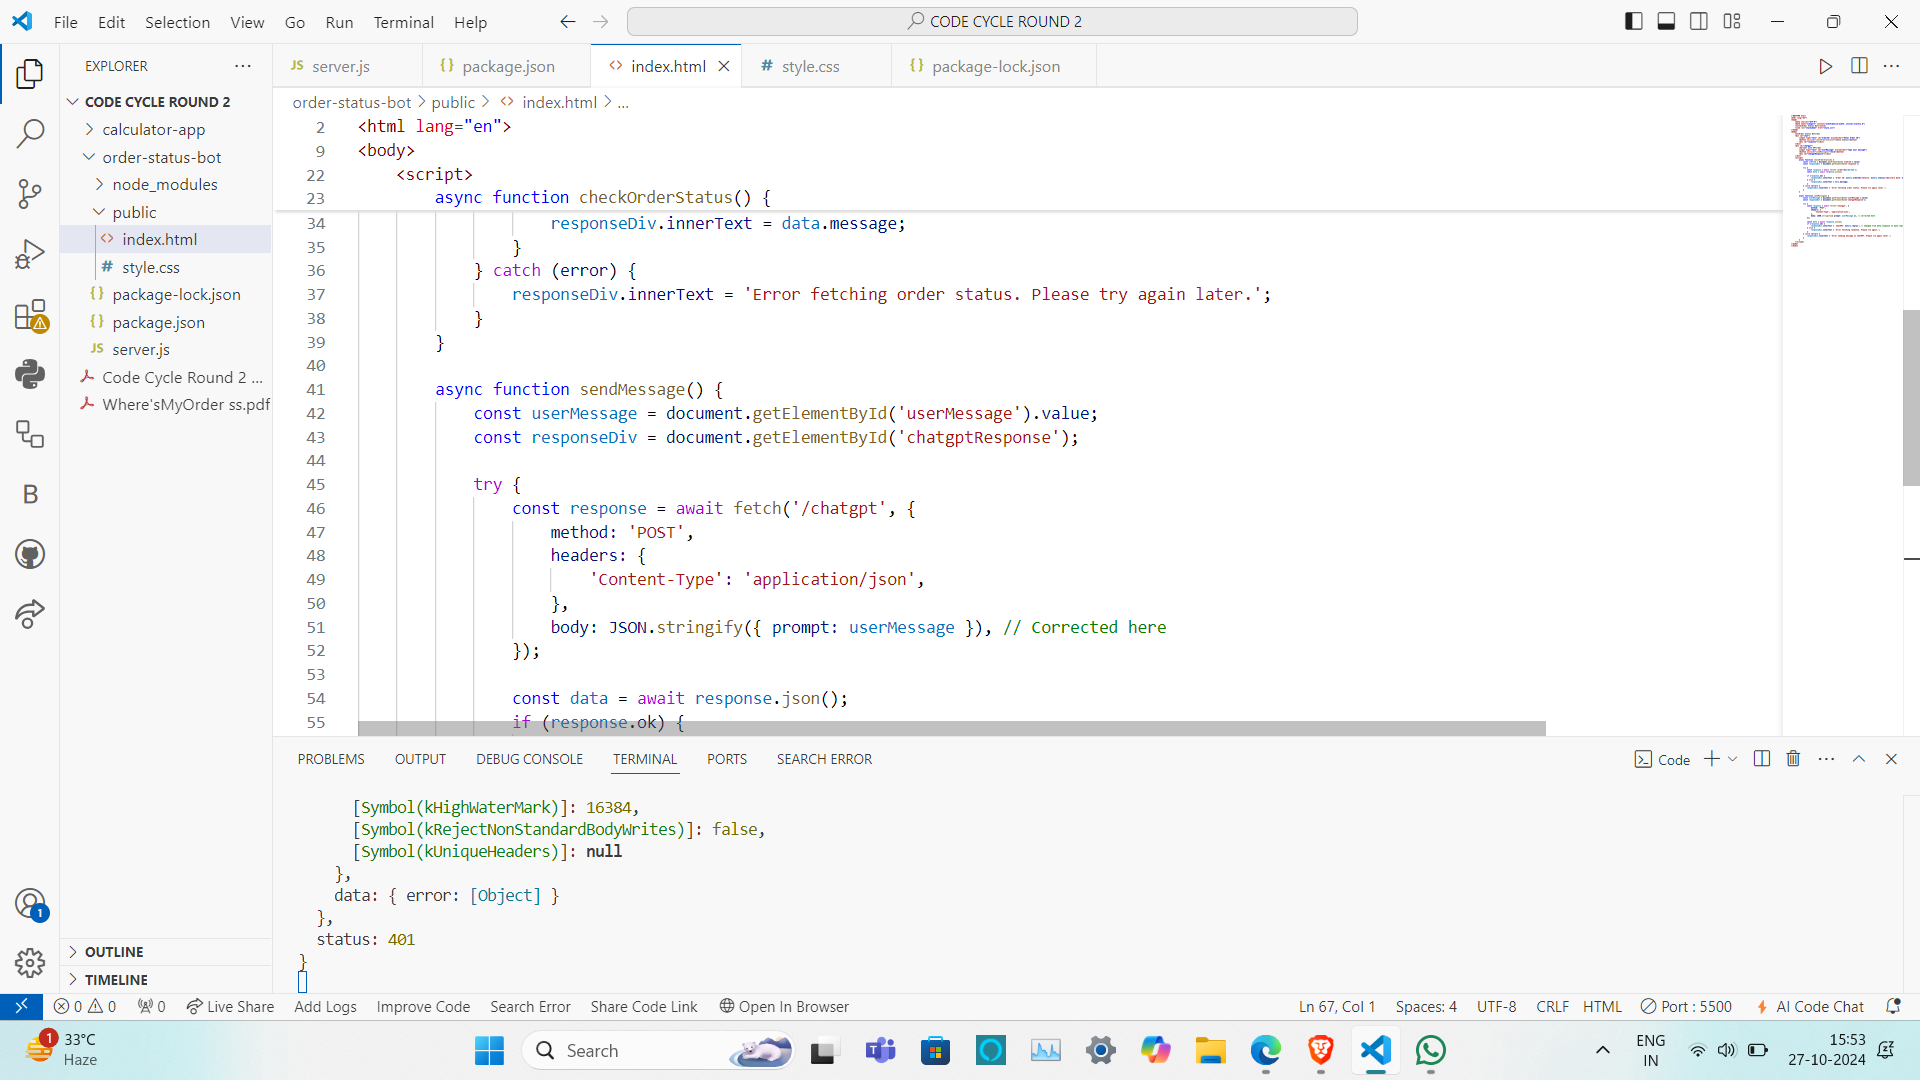 File Edit Selection View Go Run Terminal Help
CODE CYCLE ROUND 2
EXPLORER
CODE CYCLE ROUND 2
calculator-app
order-status-bot
node_modules
public
index.html
style.css
package-lock.json
package.json
server.js
Code Cycle Round 2 ...
Where'sMyOrder ss.pdf
OUTLINE
TIMELINE
B
1
JS server.js
{} package.json
<> index.html
# style.css
{} package-lock.json
order-status-bot > public > <> index.html > ...
2 <html lang="en">
9 <body>
22 <script>
23 async function checkOrderStatus() {
34 responseDiv.innerText = data.message;
35 }
36 } catch (error) {
37 responseDiv.innerText = 'Error fetching order status. Please try again later.';
38 }
39 }
40
41 async function sendMessage() {
42 const userMessage = document.getElementById('userMessage').value;
43 const responseDiv = document.getElementById('chatgptResponse');
44
45 try {
46 const response = await fetch('/chatgpt', {
47 method: 'POST',
48 headers: {
49 'Content-Type': 'application/json',
50 },
51 body: JSON.stringify({ prompt: userMessage }), // Corrected here
52 });
53
54 const data = await response.json();
55 if (response.ok) {
PROBLEMS OUTPUT DEBUG CONSOLE TERMINAL PORTS SEARCH ERROR
Code
[Symbol(kHighWaterMark)]: 16384,
[Symbol(kRejectNonStandardBodyWrites)]: false,
[Symbol(kUniqueHeaders)]: null
},
data: { error: [Object] }
},
status: 401
}
0 0 0 Live Share Add Logs Improve Code Search Error Share Code Link Open In Browser
Ln 67, Col 1 Spaces: 4 UTF-8 CRLF HTML Port : 5500 AI Code Chat
1
33°C
Haze
Search
ENG
IN
15:53
27-10-2024